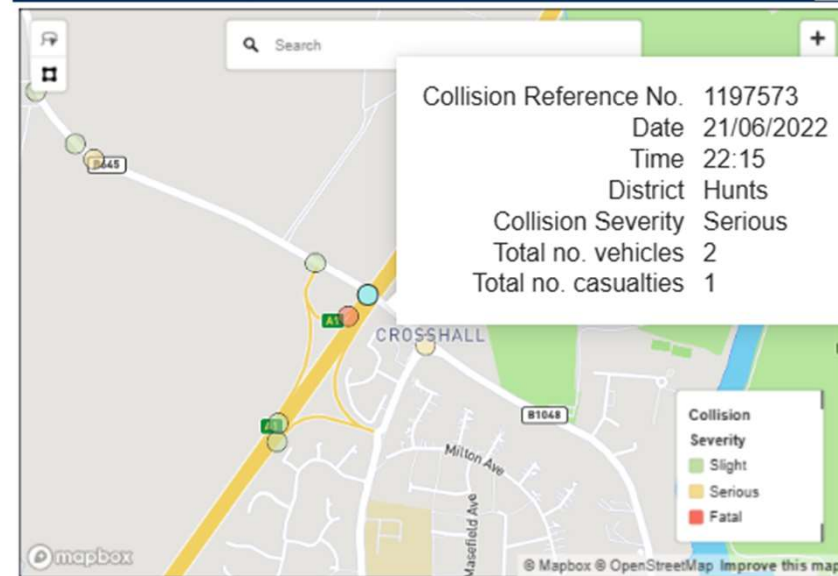 Search
+
Collision Reference No. 1197573
Date 21/06/2022
Time 22:15
District Hunts
Collision Severity Serious
Total no. vehicles 2
Total no. casualties 1
B645
A1
CROSSHALL
B1048
A1
Milton Ave
Masefield Ave
Collision
Severity
Slight
Serious
Fatal
mapbox
© Mapbox © OpenStreetMap Improve this map